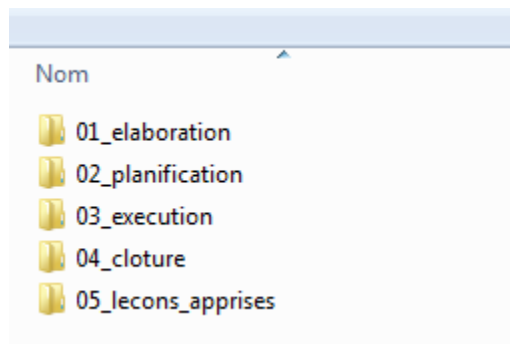 Nom
01_elaboration
02_planification
03_execution
04_cloture
05_lecons_apprises